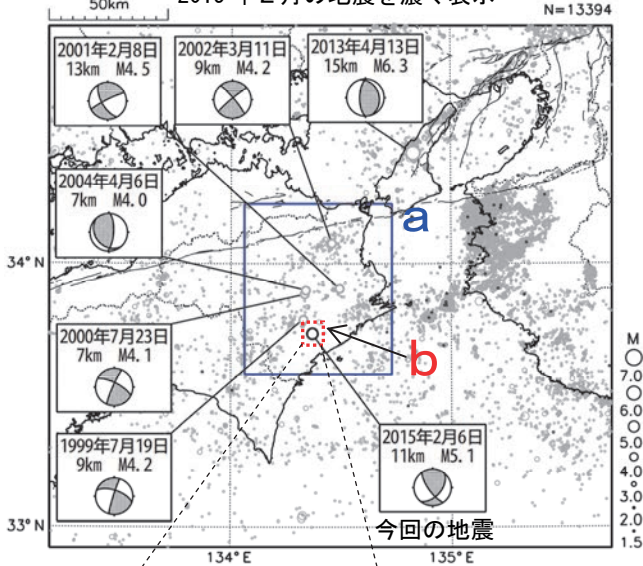 50km
2015年２月の地震を濃く表示
N=13394
2001年2月8日
13km M4.5
2002年3月11日
9km M4.2
2013年4月13日
15km M6.3
2004年4月6日
7km M4.0
a
34°N
2000年7月23日
7km M4.1
b
M
7.0
6.0
5.0
4.0
3.0
2.0
1.5
1999年7月19日
9km M4.2
2015年2月6日
11km M5.1
今回の地震
33°N
134°E
135°E